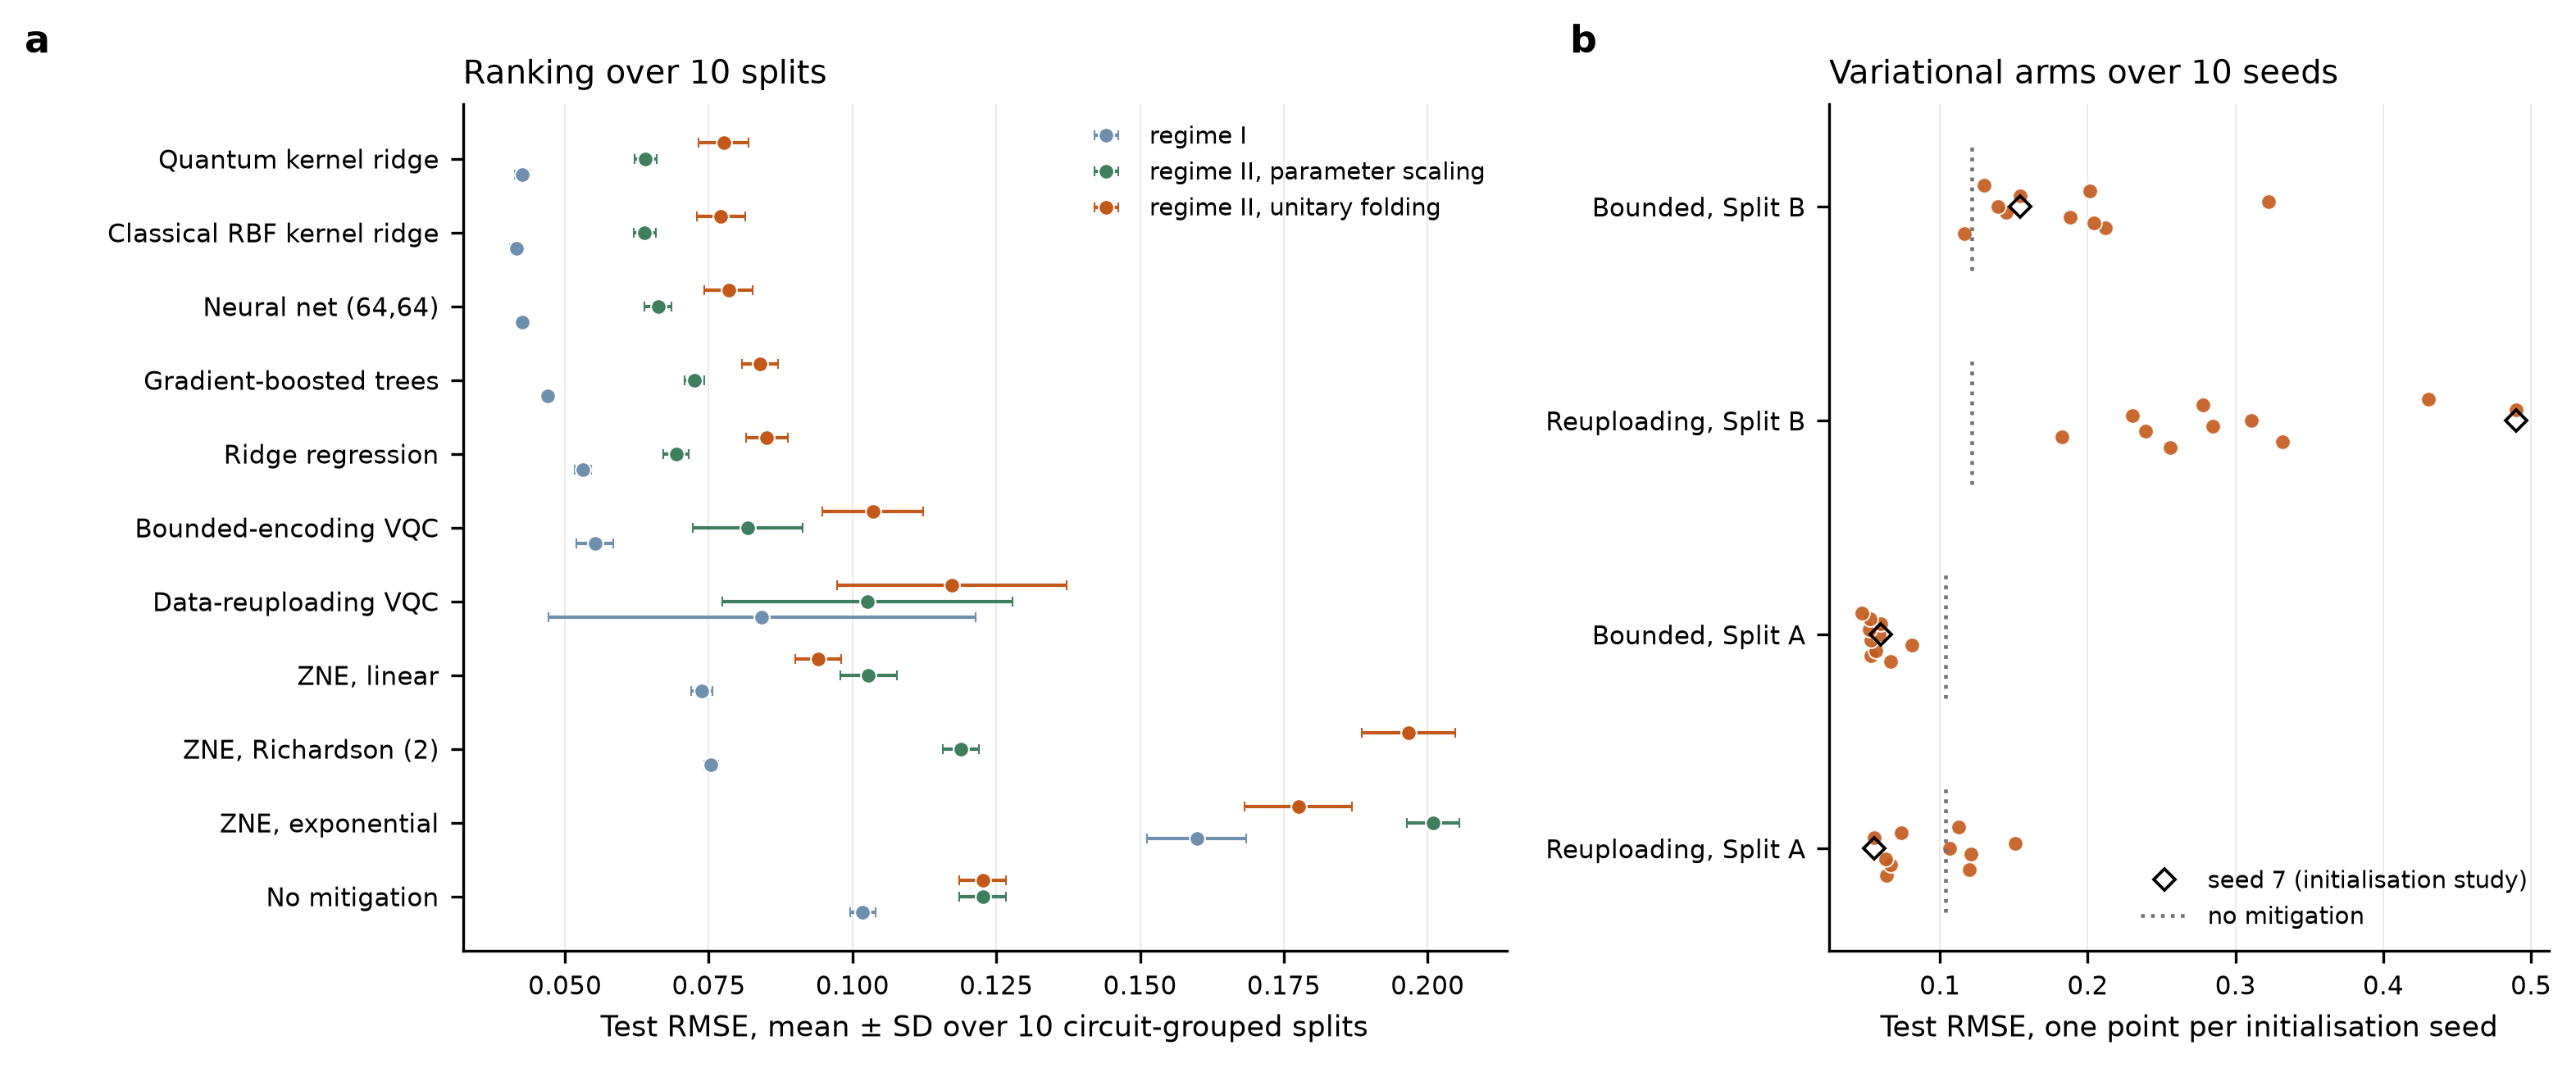 a
Ranking over 10 splits
regime I
regime II, parameter scaling
regime II, unitary folding
Quantum kernel ridge
Classical RBF kernel ridge
Neural net (64,64)
Gradient-boosted trees
Ridge regression
Bounded-encoding VQC
Data-reuploading VQC
ZNE, linear
ZNE, Richardson (2)
ZNE, exponential
No mitigation
0.050 0.075 0.100 0.125 0.150 0.175 0.200
Test RMSE, mean ± SD over 10 circuit-grouped splits
b
Variational arms over 10 seeds
Bounded, Split B
Reuploading, Split B
Bounded, Split A
Reuploading, Split A
seed 7 (initialisation study)
no mitigation
0.1 0.2 0.3 0.4 0.5
Test RMSE, one point per initialisation seed